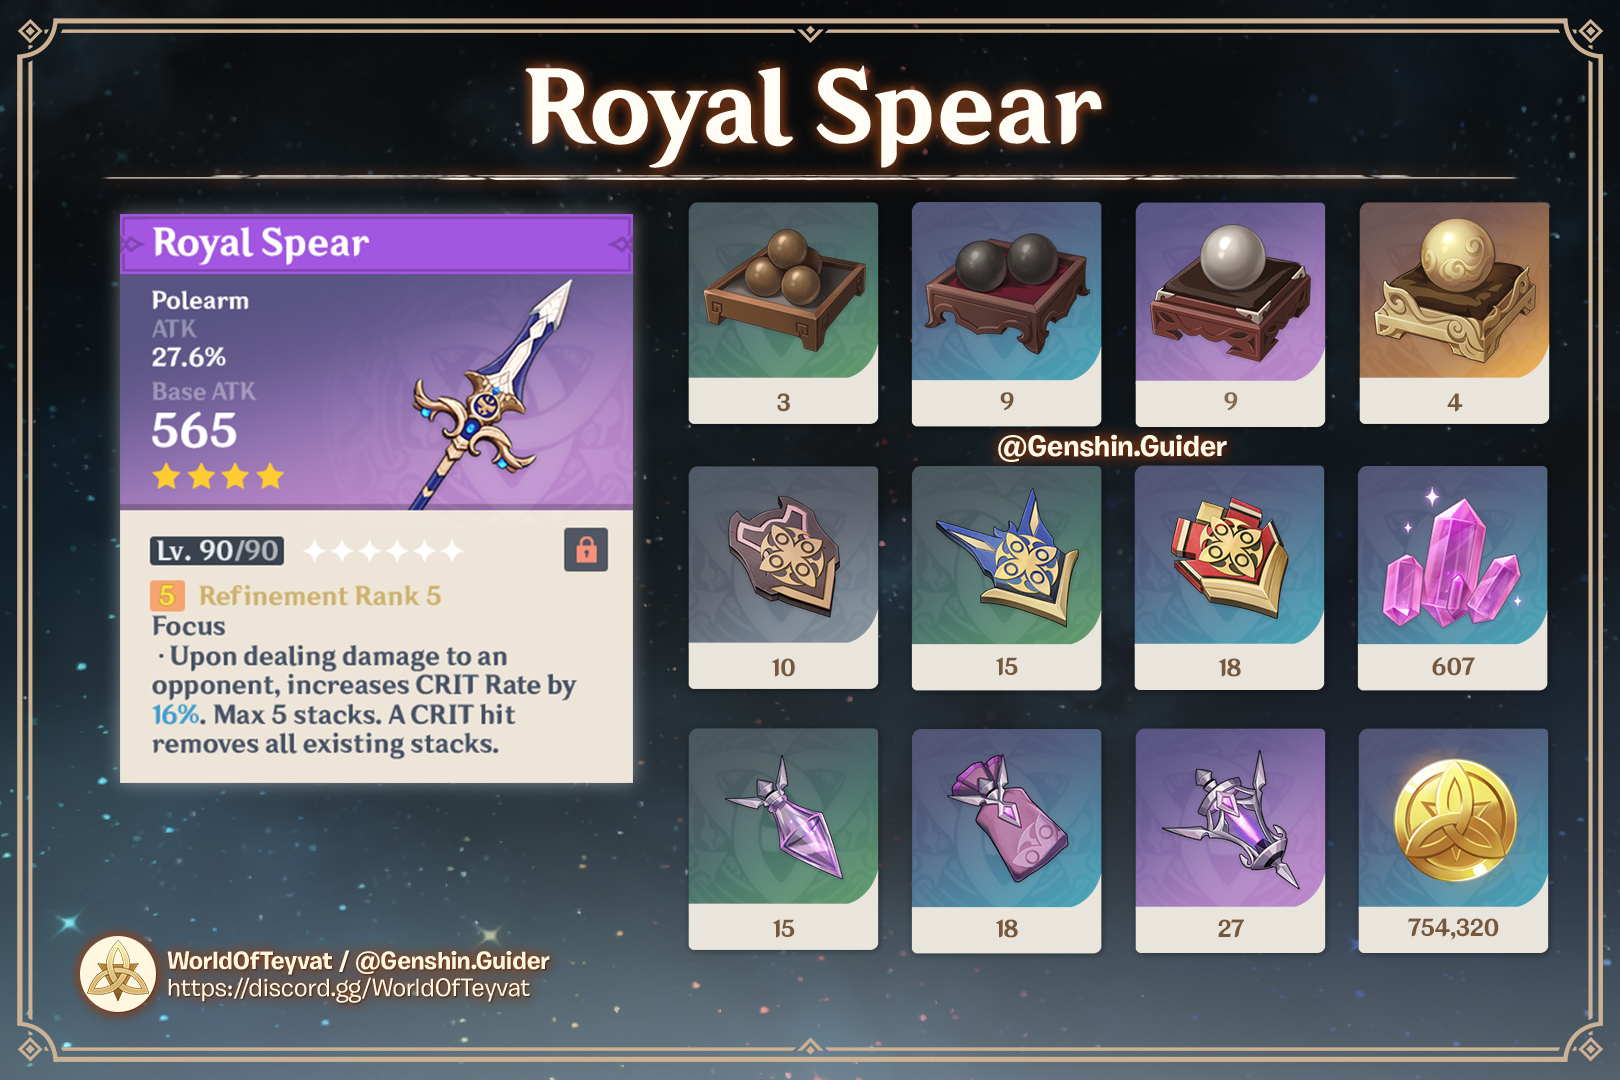 Royal Spear
Royal Spear
Polearm
ATK
27.6%
Base ATK
565
Lv. 90/90
5 Refinement Rank 5
Focus
· Upon dealing damage to an
opponent, increases CRIT Rate by
16%. Max 5 stacks. A CRIT hit
removes all existing stacks.
3
9
9
4
@Genshin.Guider
10
15
18
607
15
18
27
754,320
WorldOfTeyvat / @Genshin.Guider
https://discord.gg/WorldOfTeyvat